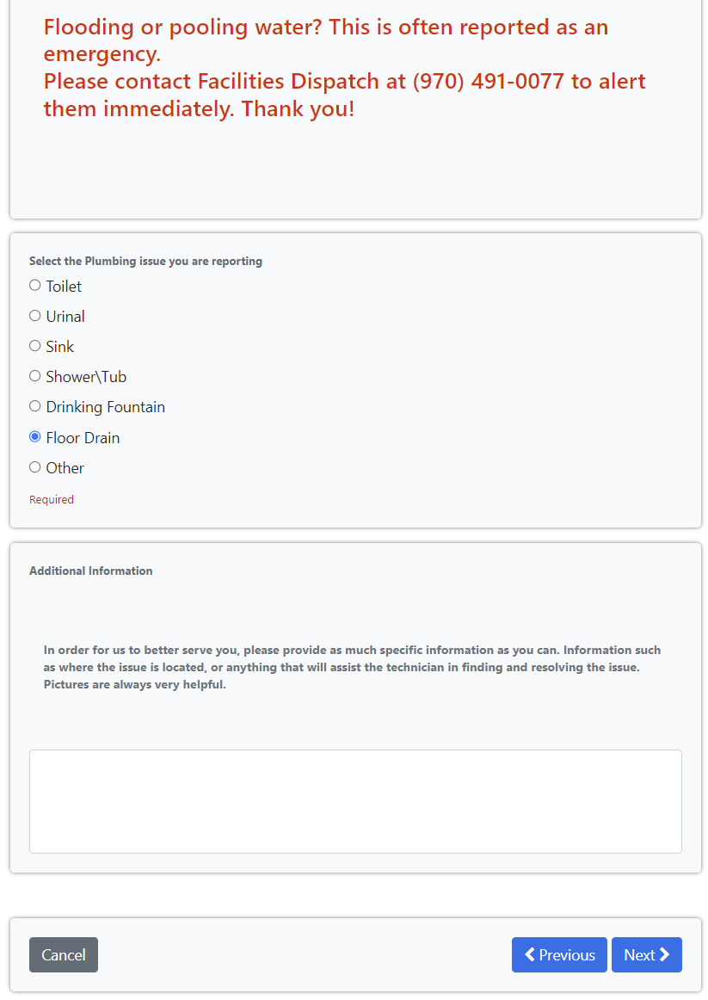 Flooding or pooling water? This is often reported as an
emergency.
Please contact Facilities Dispatch at (970) 491-0077 to alert
them immediately. Thank you!
Select the Plumbing issue you are reporting
Toilet
Urinal
Sink
Shower\Tub
Drinking Fountain
Floor Drain
Other
Required
Additional Information
In order for us to better serve you, please provide as much specific information as you can. Information such
as where the issue is located, or anything that will assist the technician in finding and resolving the issue.
Pictures are always very helpful.
Cancel
Previous
Next